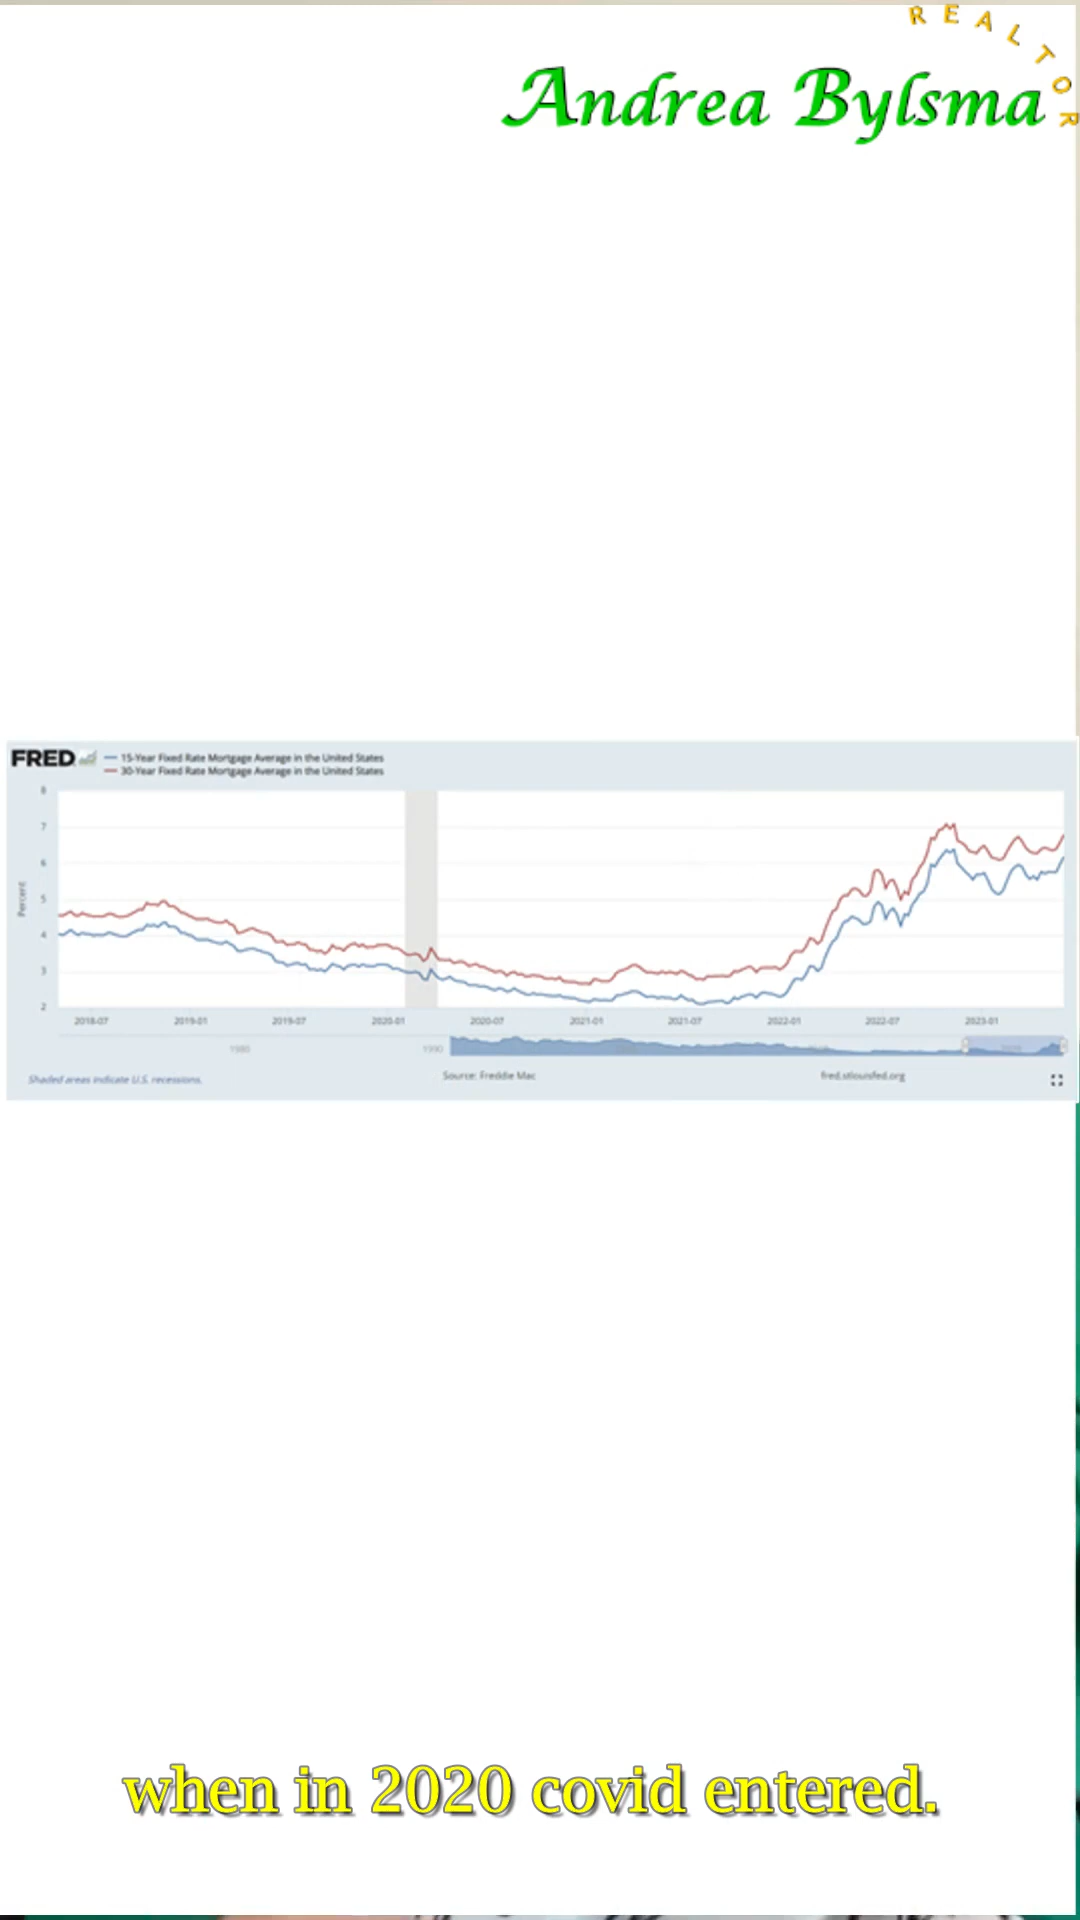 REALTOR
Andrea Bylsma
FRED
15-Year Fixed Rate Mortgage Average in the United States
30-Year Fixed Rate Mortgage Average in the United States
8
7
6
5
4
3
2
Percent
2018-07 2019-01 2019-07 2020-01 2020-07 2021-01 2021-07 2022-01 2022-07 2023-01
1980 1990
Shaded areas indicate U.S. recessions.
Source: Freddie Mac
fred.stlouisfed.org
when in 2020 covid entered.